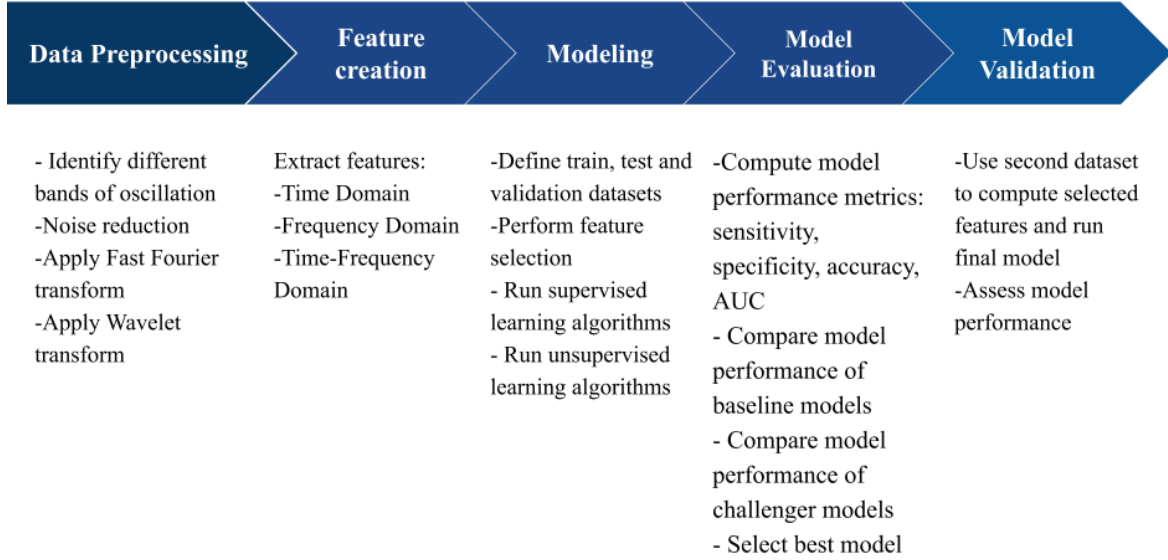 Data Preprocessing
Feature
creation
Modeling
Model
Evaluation
Model
Validation
- Identify different
bands of oscillation
-Noise reduction
-Apply Fast Fourier
transform
-Apply Wavelet
transform
Extract features:
-Time Domain
-Frequency Domain
-Time-Frequency
Domain
-Define train, test and
validation datasets
-Perform feature
selection
- Run supervised
learning algorithms
- Run unsupervised
learning algorithms
-Compute model
performance metrics:
sensitivity,
specificity, accuracy,
AUC
- Compare model
performance of
baseline models
- Compare model
performance of
challenger models
- Select best model
-Use second dataset
to compute selected
features and run
final model
-Assess model
performance